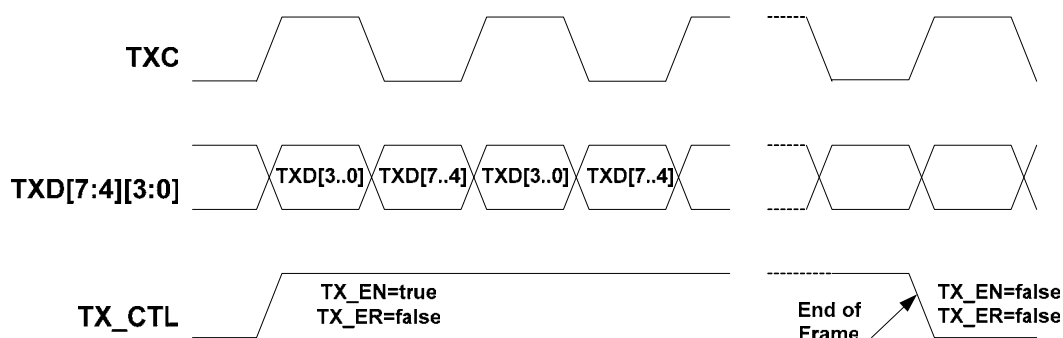 TXC
TXD[7:4][3:0]
TXD[3..0] TXD[7..4] TXD[3..0] TXD[7..4]
TX_CTL
TX_EN=true
TX_ER=false
End of
Frame
TX_EN=false
TX_ER=false